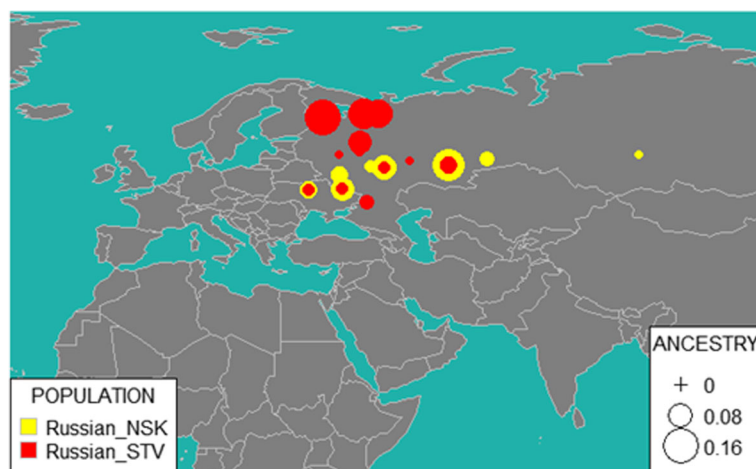 POPULATION
Russian_NSK
Russian_STV
ANCESTRY
0
0.08
0.16